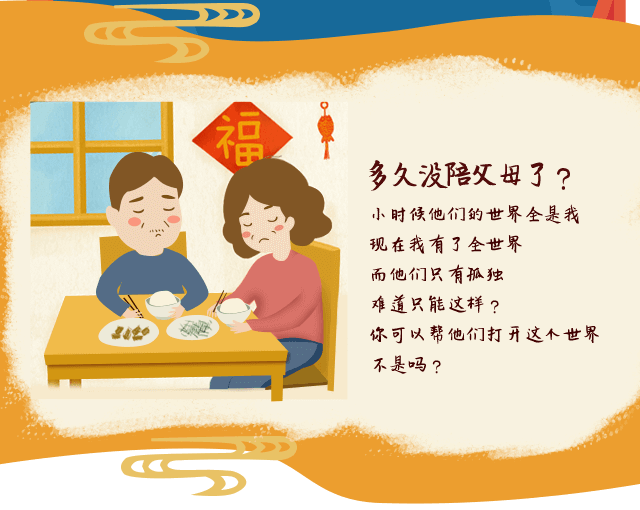 福
多久没陪父母了？
小时候他们的世界全是我
现在我有了全世界
而他们只有孤独
难道只能这样？
你可以帮他们打开这个世界
不是吗？